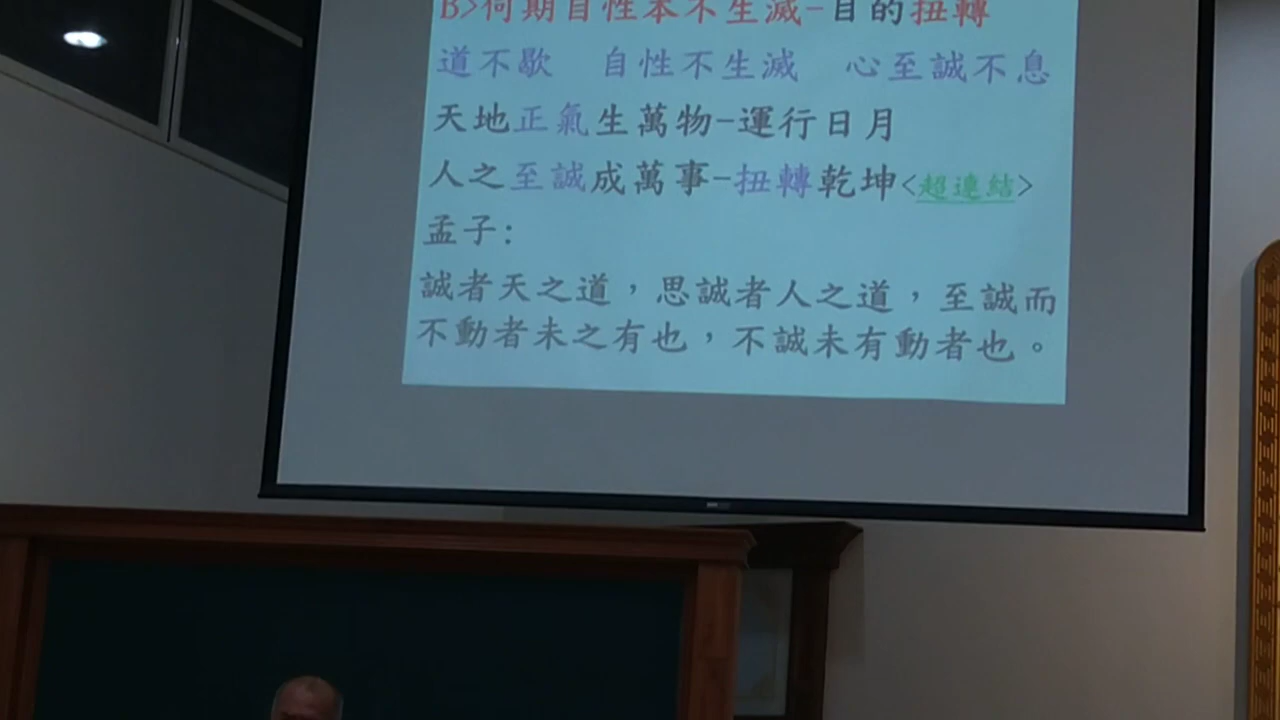 B>何期自性本不生滅-目的扭轉
道不歇 自性不生滅 心至誠不息
天地正氣生萬物-運行日月
人之至誠成萬事-扭轉乾坤<超連結>
孟子:
誠者天之道，思誠者人之道，至誠而
不動者未之有也，不誠未有動者也。